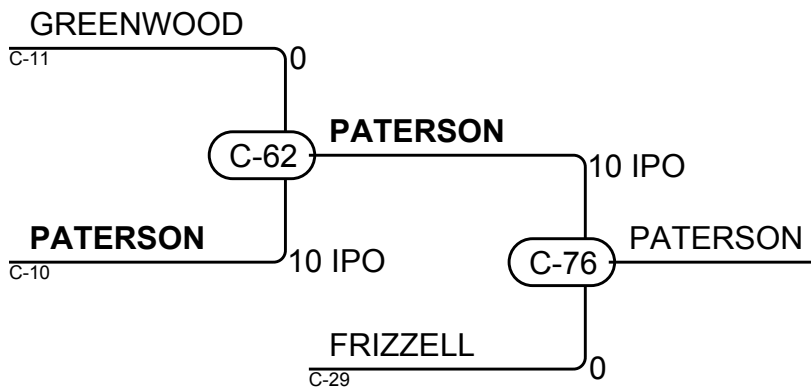 GREENWOOD
C-11
0
C-62
PATERSON
10 IPO
PATERSON
C-10
10 IPO
C-76
PATERSON
FRIZZELL
C-29
0